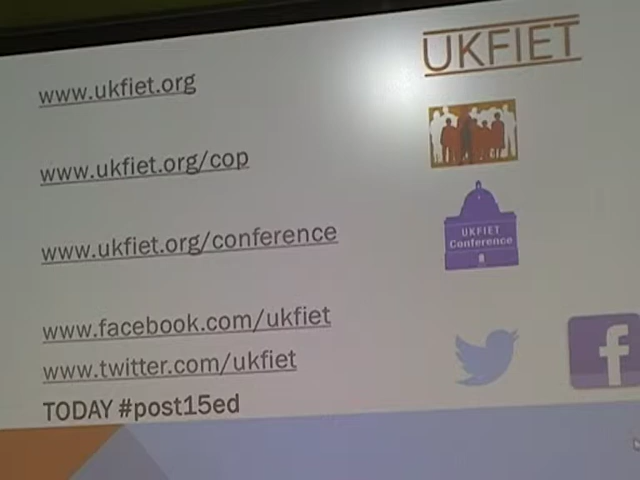 UKFIET
www.ukfiet.org
www.ukfiet.org/cop
www.ukfiet.org/conference
UKFIET
Conference
www.facebook.com/ukfiet
www.twitter.com/ukfiet
f
TODAY #post15ed